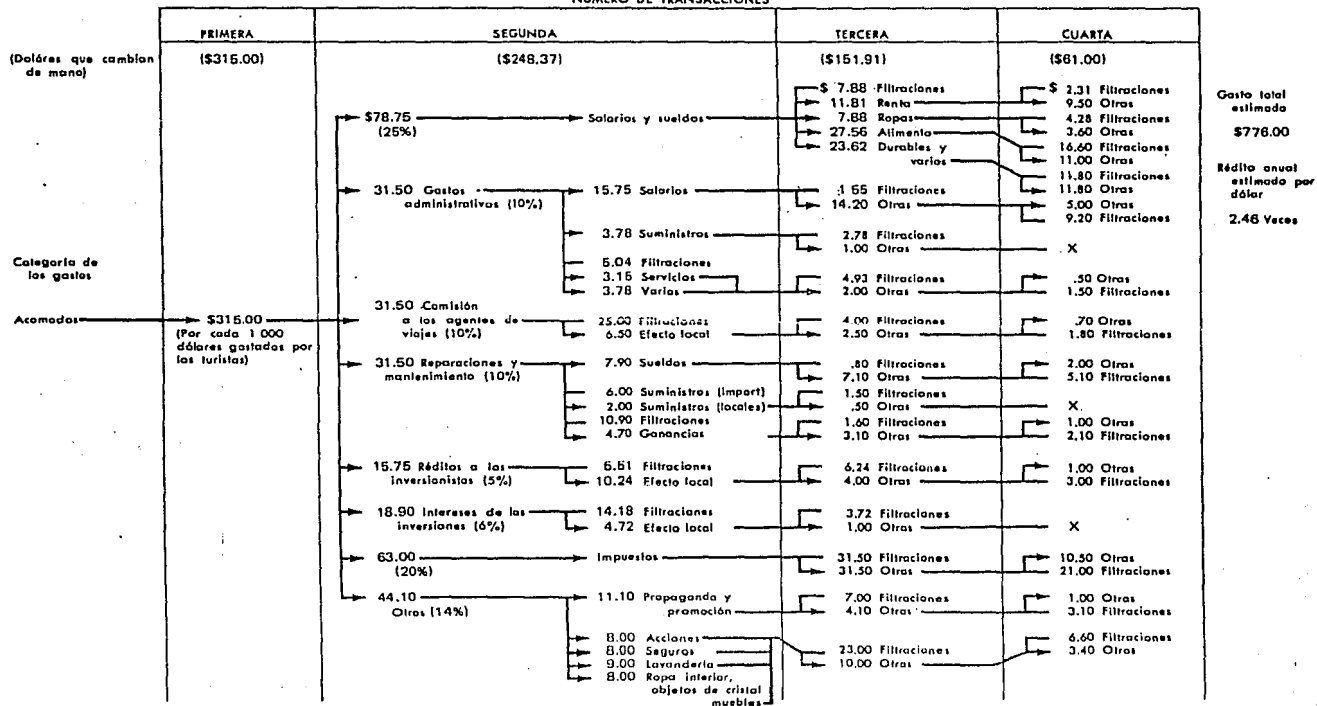 NUMERO DE TRANSACCIONES
PRIMERA SEGUNDA TERCERA CUARTA
(Doláres que cambian de mano) ($315.00) ($248.37) ($151.91) ($61.00)
Categoría de los gastos
Acomodos
$315.00
(Por cada 1 000
dólares gastados por
los turistas)
$78.75
(25%)
Salarios y sueldos
$ 7.88 Filtraciones
11.81 Renta
7.88 Ropas
27.56 Alimento
23.62 Durables y
varios
$ 2.31 Filtraciones
9.50 Otros
4.28 Filtraciones
3.60 Otras
16.60 Filtraciones
11.00 Otras
11.80 Filtraciones
11.80 Otras
31.50 Gastos
administrativos (10%)
15.75 Salarios
1.55 Filtraciones
14.20 Otras
5.00 Otras
9.20 Filtraciones
3.78 Suministros
2.78 Filtraciones
1.00 Otras
X
5.04 Filtraciones
3.15 Servicios
3.78 Varios
4.93 Filtraciones
2.00 Otras
.50 Otras
1.50 Filtraciones
31.50 Comisión
a los agentes de
viajes (10%)
25.00 Filtraciones
6.50 Efecto local
4.00 Filtraciones
2.50 Otras
.70 Otras
1.80 Filtraciones
31.50 Reparaciones y
mantenimiento (10%)
7.90 Sueldos
.80 Filtraciones
7.10 Otras
2.00 Otras
5.10 Filtraciones
6.00 Suministros (import)
2.00 Suministros (locales)
1.50 Filtraciones
.50 Otras
X
10.90 Filtraciones
4.70 Ganancias
1.60 Filtraciones
3.10 Otras
1.00 Otras
2.10 Filtraciones
15.75 Réditos a los
inversionistas (5%)
5.51 Filtraciones
10.24 Efecto local
6.24 Filtraciones
4.00 Otras
1.00 Otras
3.00 Filtraciones
18.90 Intereses de las
inversiones (6%)
14.18 Filtraciones
4.72 Efecto local
3.72 Filtraciones
1.00 Otras
X
63.00
(20%)
Impuestos
31.50 Filtraciones
31.50 Otras
10.50 Otras
21.00 Filtraciones
44.10
Otros (14%)
11.10 Propaganda y
promoción
7.00 Filtraciones
4.10 Otras
1.00 Otras
3.10 Filtraciones
8.00 Acciones
8.00 Seguros
9.00 Lavandería
8.00 Ropa interior,
objetos de cristal
muebles
23.00 Filtraciones
10.00 Otras
6.60 Filtraciones
3.40 Otros
Gasto total
estimado
$776.00
Rédito anual
estimado por
dólar
2.46 Veces